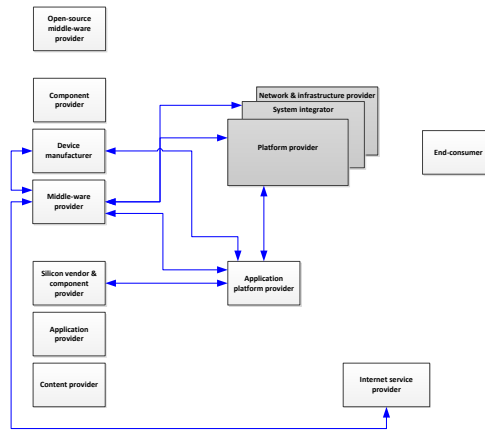 Open-source
middle-ware
provider
Component
provider
Network & infrastructure provider
System integrator
Platform provider
Device
manufacturer
End-consumer
Middle-ware
provider
Silicon vendor &
component
provider
Application
platform provider
Application
provider
Content provider
Internet service
provider